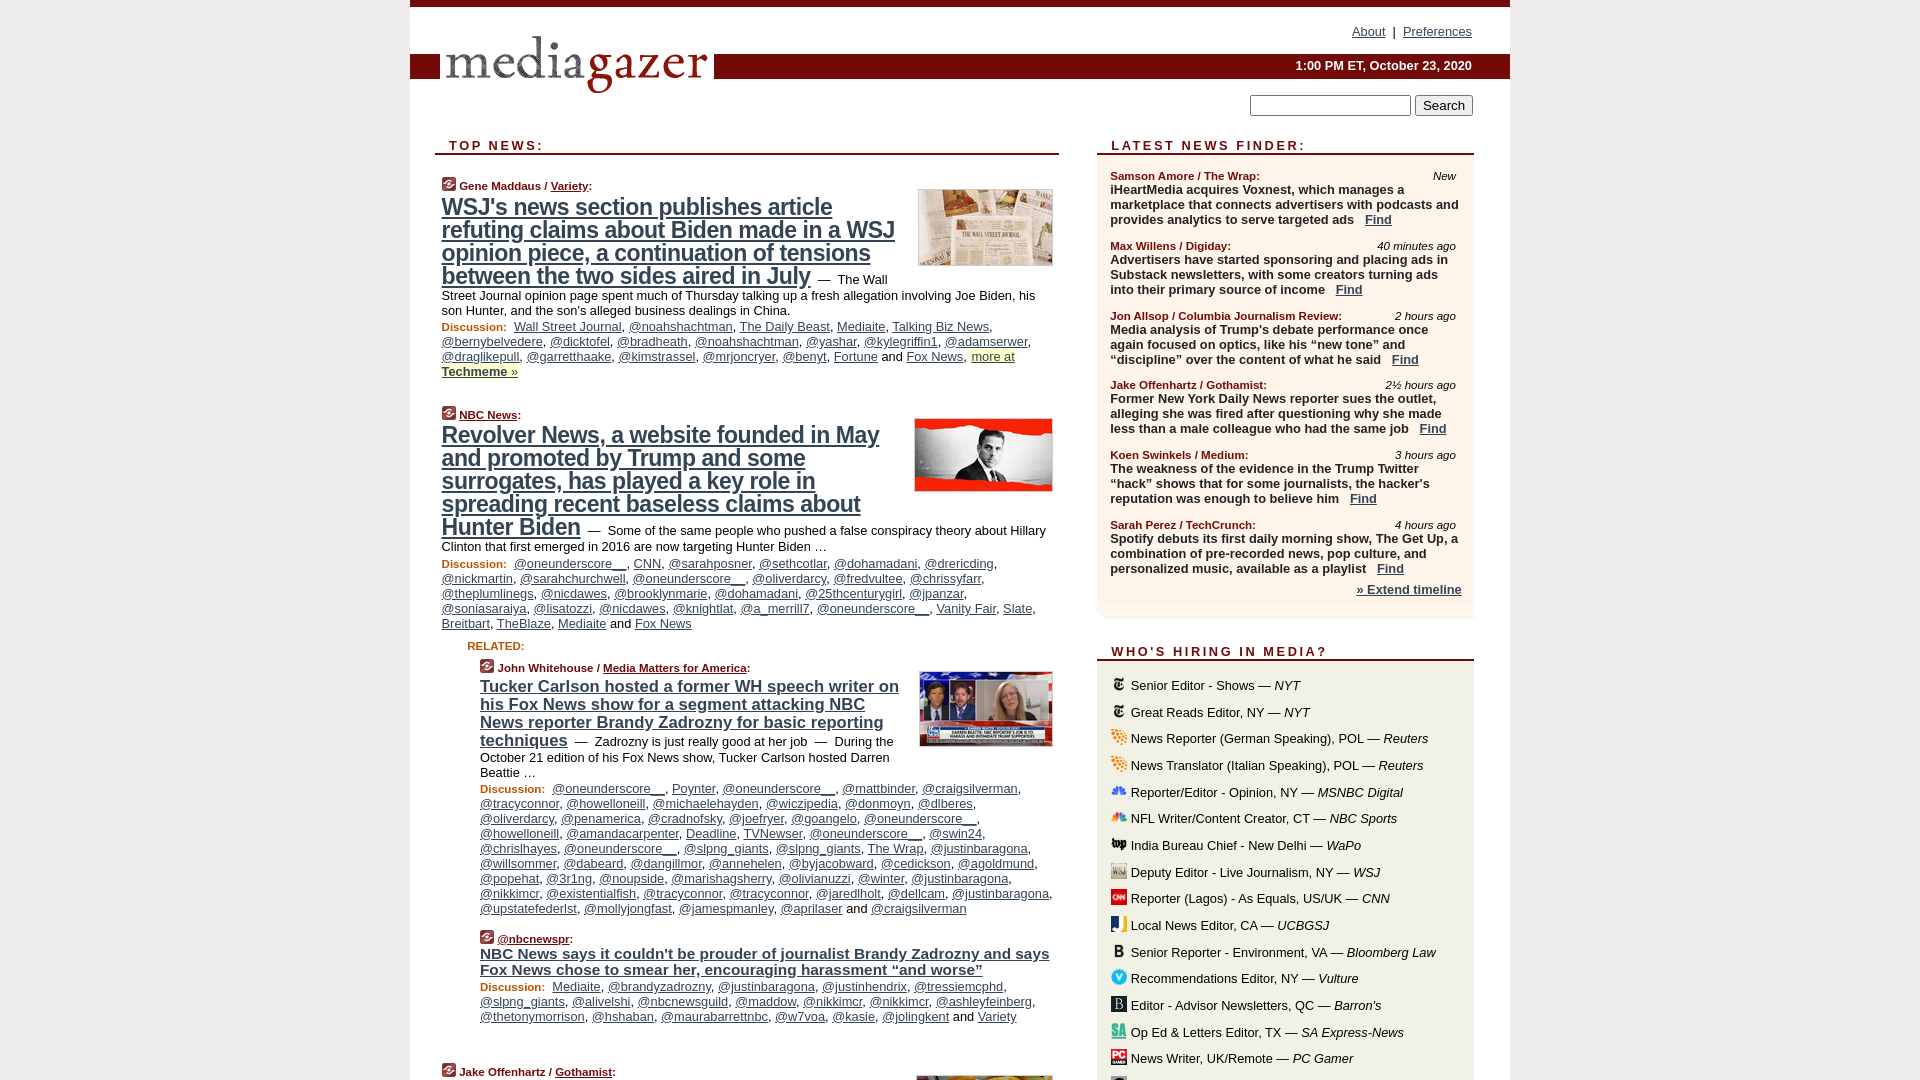 About | Preferences
mediagazer
1:00 PM ET, October 23, 2020
Search
TOP NEWS:
Gene Maddaus / Variety:
WSJ's news section publishes article
refuting claims about Biden made in a WSJ
opinion piece, a continuation of tensions
between the two sides aired in July — The Wall
Street Journal opinion page spent much of Thursday talking up a fresh allegation involving Joe Biden, his
son Hunter, and the son's alleged business dealings in China.
Discussion: Wall Street Journal, @noahshachtman, The Daily Beast, Mediaite, Talking Biz News,
@bernybelvedere, @dicktofel, @bradheath, @noahshachtman, @yashar, @kylegriffin1, @adamserwer,
@draglikepull, @garretthaake, @kimstrassel, @mrjoncryer, @benyt, Fortune and Fox News, more at
Techmeme »
THE WALL STREET JOURNAL
NBC News:
Revolver News, a website founded in May
and promoted by Trump and some
surrogates, has played a key role in
spreading recent baseless claims about
Hunter Biden — Some of the same people who pushed a false conspiracy theory about Hillary
Clinton that first emerged in 2016 are now targeting Hunter Biden …
Discussion: @oneunderscore__, CNN, @sarahposner, @sethcotlar, @dohamadani, @drericding,
@nickmartin, @sarahchurchwell, @oneunderscore__, @oliverdarcy, @fredvultee, @chrissyfarr,
@theplumlinegs, @nicdawes, @brooklynmarie, @dohamadani, @25thcenturygirl, @jpanzar,
@soniasaraiya, @lisatozzi, @nicdawes, @knightlat, @a_merrill7, @oneunderscore__, Vanity Fair, Slate,
Breitbart, TheBlaze, Mediaite and Fox News
RELATED:
John Whitehouse / Media Matters for America:
Tucker Carlson hosted a former WH speech writer on
his Fox News show for a segment attacking NBC
News reporter Brandy Zadrozny for basic reporting
techniques — Zadrozny is just really good at her job — During the
October 21 edition of his Fox News show, Tucker Carlson hosted Darren
Beattie …
DARREN BEATTIE: NBC REPORTER'S JOB IS TO
HARASS AND INTIMIDATE TRUMP SUPPORTERS
Discussion: @oneunderscore__, Poynter, @oneunderscore__, @mattbinder, @craigsilverman,
@tracyconnor, @howelloneill, @michaelehayden, @wiczipedia, @donmoyn, @dlberes,
@oliverdarcy, @penamerica, @cradnofsky, @joefryer, @goangelo, @oneunderscore__,
@howelloneill, @amandacarpenter, Deadline, TVNewser, @oneunderscore__, @swin24,
@chrislhayes, @oneunderscore__, @slpng_giants, @slpng_giants, The Wrap, @justinbaragona,
@willsommer, @dabeard, @dangillmor, @annehelen, @byjacobward, @cedickson, @agoldmund,
@popehat, @3r1ng, @noupside, @marishagsherry, @olivianuzzi, @winter, @justinbaragona,
@nikkimcr, @existentialfish, @tracyconnor, @tracyconnor, @jaredlholt, @dellcam, @justinbaragona,
@upstatefederlst, @mollyjongfast, @jamespmanley, @aprilaser and @craigsilverman
@nbcnewspr:
NBC News says it couldn't be prouder of journalist Brandy Zadrozny and says
Fox News chose to smear her, encouraging harassment “and worse”
Discussion: Mediaite, @brandyzadrozny, @justinbaragona, @justinhendrix, @tressiemcphd,
@slpng_giants, @alivelshi, @nbcnewsguild, @maddow, @nikkimcr, @nikkimcr, @ashleyfeinberg,
@thetonymorrison, @hshaban, @maurabarrettnbc, @w7voa, @kasie, @jolingkent and Variety
Jake Offenhartz / Gothamist:
LATEST NEWS FINDER:
Samson Amore / The Wrap: New
iHeartMedia acquires Voxnest, which manages a
marketplace that connects advertisers with podcasts and
provides analytics to serve targeted ads Find
Max Willens / Digiday: 40 minutes ago
Advertisers have started sponsoring and placing ads in
Substack newsletters, with some creators turning ads
into their primary source of income Find
Jon Allsop / Columbia Journalism Review: 2 hours ago
Media analysis of Trump's debate performance once
again focused on optics, like his “new tone” and
“discipline” over the content of what he said Find
Jake Offenhartz / Gothamist: 2½ hours ago
Former New York Daily News reporter sues the outlet,
alleging she was fired after questioning why she made
less than a male colleague who had the same job Find
Koen Swinkels / Medium: 3 hours ago
The weakness of the evidence in the Trump Twitter
“hack” shows that for some journalists, the hacker's
reputation was enough to believe him Find
Sarah Perez / TechCrunch: 4 hours ago
Spotify debuts its first daily morning show, The Get Up, a
combination of pre-recorded news, pop culture, and
personalized music, available as a playlist Find
» Extend timeline
WHO'S HIRING IN MEDIA?
Senior Editor - Shows — NYT
Great Reads Editor, NY — NYT
News Reporter (German Speaking), POL — Reuters
News Translator (Italian Speaking), POL — Reuters
Reporter/Editor - Opinion, NY — MSNBC Digital
NFL Writer/Content Creator, CT — NBC Sports
wp India Bureau Chief - New Delhi — WaPo
WSJ Deputy Editor - Live Journalism, NY — WSJ
CNN Reporter (Lagos) - As Equals, US/UK — CNN
Local News Editor, CA — UCBGSJ
B Senior Reporter - Environment, VA — Bloomberg Law
Recommendations Editor, NY — Vulture
B Editor - Advisor Newsletters, QC — Barron's
SA Op Ed & Letters Editor, TX — SA Express-News
PC GAMER News Writer, UK/Remote — PC Gamer